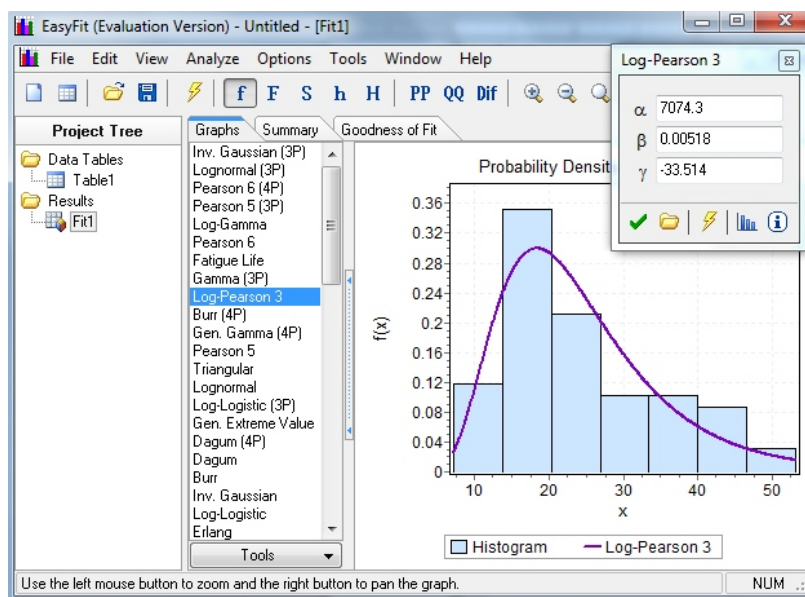 EasyFit (Evaluation Version) - Untitled - [Fit1]
File Edit View Analyze Options Tools Window Help
f F S h H PP QQ Dif
Project Tree
Data Tables
Table1
Results
Fit1
Graphs Summary Goodness of Fit
Inv. Gaussian (3P)
Lognormal (3P)
Pearson 6 (4P)
Pearson 5 (3P)
Log-Gamma
Pearson 6
Fatigue Life
Gamma (3P)
Log-Pearson 3
Burr (4P)
Gen. Gamma (4P)
Pearson 5
Triangular
Lognormal
Log-Logistic (3P)
Gen. Extreme Value
Dagum (4P)
Dagum
Burr
Inv. Gaussian
Log-Logistic
Erlang
Tools
Probability Densit
f(x)
0.36
0.32
0.28
0.24
0.2
0.16
0.12
0.08
0.04
0
10 20 30 40 50
x
Histogram Log-Pearson 3
Log-Pearson 3
α 7074.3
β 0.00518
γ -33.514
Use the left mouse button to zoom and the right button to pan the graph.
NUM